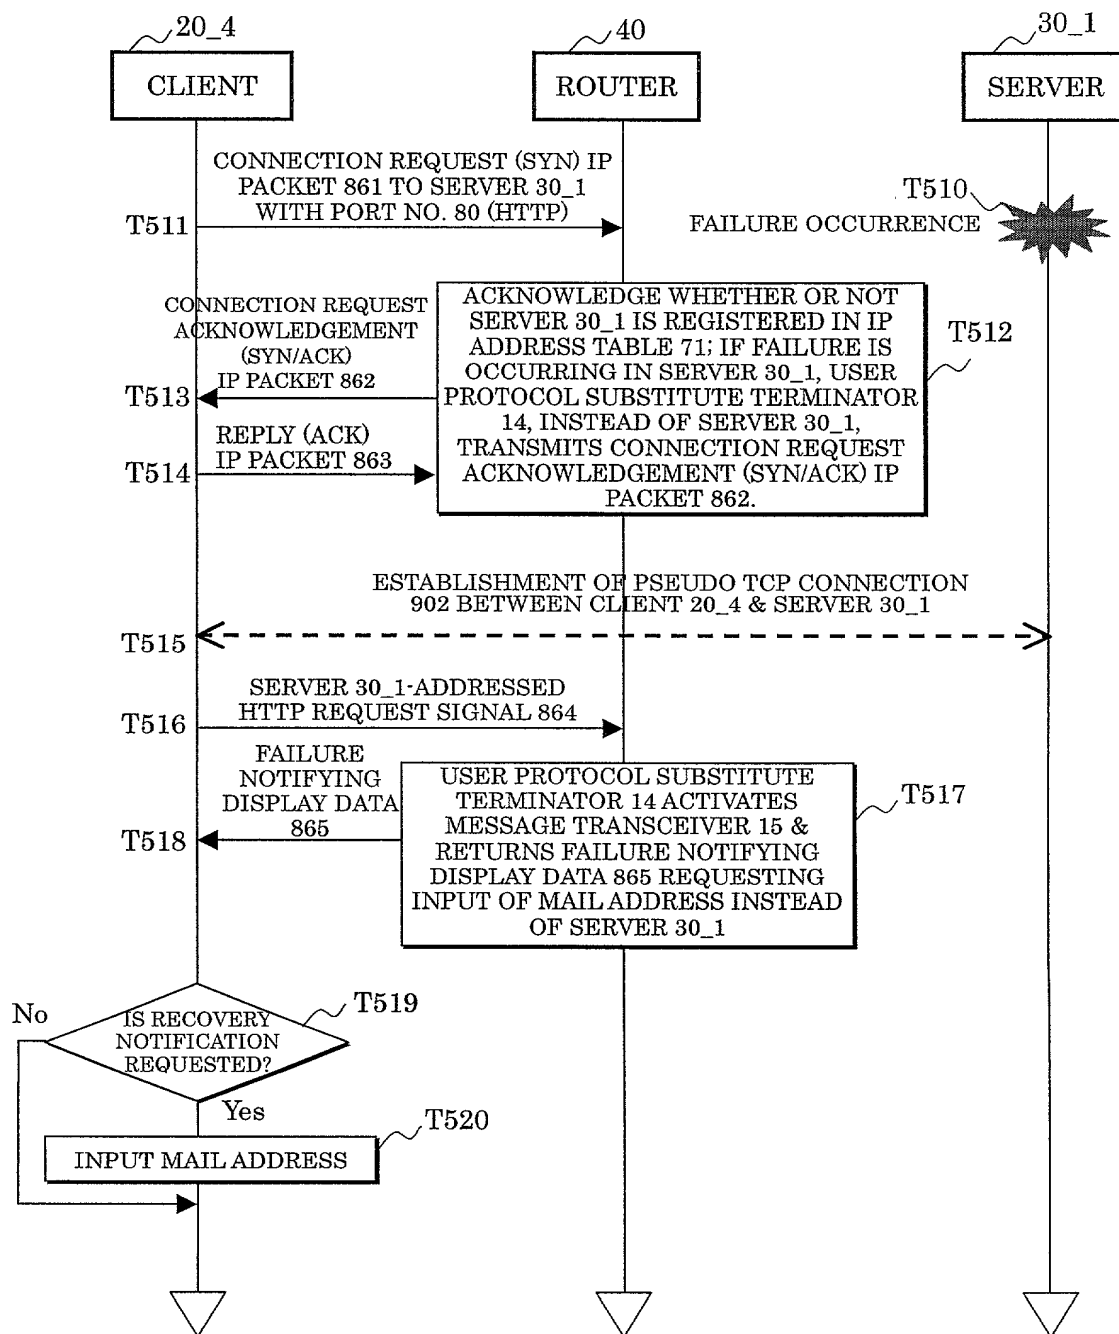 20_4
40
30_1
CLIENT
ROUTER
SERVER
CONNECTION REQUEST (SYN) IP
PACKET 861 TO SERVER 30_1
WITH PORT NO. 80 (HTTP)
T511
T510
FAILURE OCCURRENCE
CONNECTION REQUEST
ACKNOWLEDGEMENT
(SYN/ACK)
IP PACKET 862
T513
REPLY (ACK)
IP PACKET 863
T514
ACKNOWLEDGE WHETHER OR NOT
SERVER 30_1 IS REGISTERED IN IP
ADDRESS TABLE 71; IF FAILURE IS
OCCURRING IN SERVER 30_1, USER
PROTOCOL SUBSTITUTE TERMINATOR
14, INSTEAD OF SERVER 30_1,
TRANSMITS CONNECTION REQUEST
ACKNOWLEDGEMENT (SYN/ACK) IP
PACKET 862.
T512
ESTABLISHMENT OF PSEUDO TCP CONNECTION
902 BETWEEN CLIENT 20_4 & SERVER 30_1
T515
SERVER 30_1-ADDRESSED
HTTP REQUEST SIGNAL 864
T516
FAILURE
NOTIFYING
DISPLAY DATA
865
T518
USER PROTOCOL SUBSTITUTE
TERMINATOR 14 ACTIVATES
MESSAGE TRANSCEIVER 15 &
RETURNS FAILURE NOTIFYING
DISPLAY DATA 865 REQUESTING
INPUT OF MAIL ADDRESS INSTEAD
OF SERVER 30_1
T517
No
IS RECOVERY
NOTIFICATION
REQUESTED?
T519
Yes
T520
INPUT MAIL ADDRESS